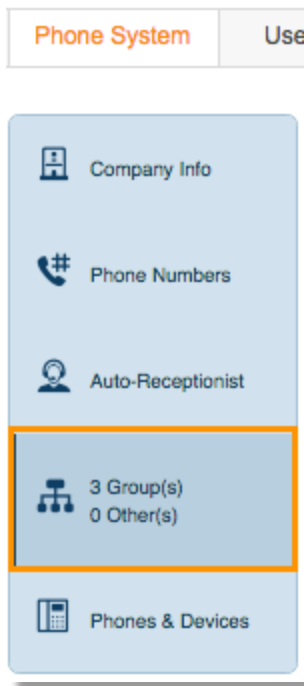 Phone System
Use
Company Info
Phone Numbers
Auto-Receptionist
3 Group(s)
0 Other(s)
Phones & Devices